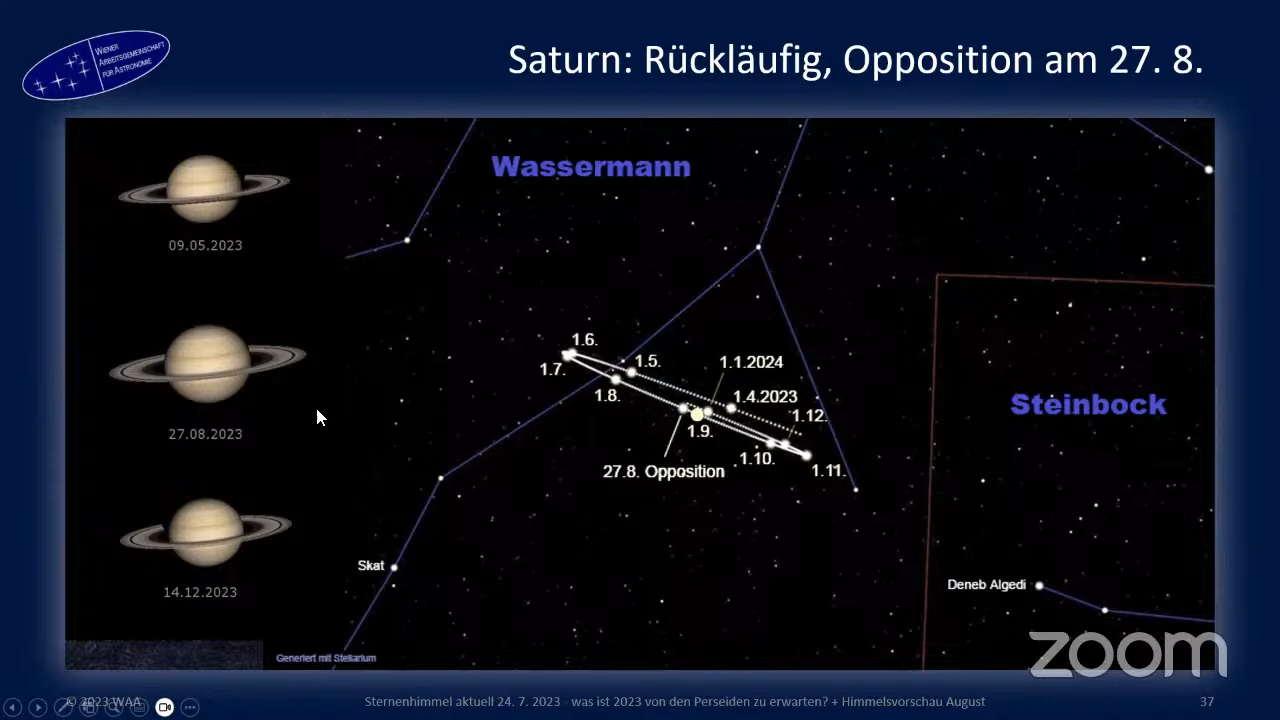 WIENER
ARBEITSGEMEINSCHAFT
FÜR ASTRONOMIE
Saturn: Rückläufig, Opposition am 27. 8.
Wassermann
09.05.2023
1.6.
1.7.
1.5.
1.8.
1.1.2024
1.4.2023
1.12.
1.9.
27.8. Opposition
1.10.
1.11.
Steinbock
27.08.2023
Skat
Deneb Algedi
14.12.2023
Generiert mit Stellarium
zoom
© 2023 WAA
Sternenhimmel aktuell 24. 7. 2023 - was ist 2023 von den Perseiden zu erwarten? + Himmelsvorschau August
37